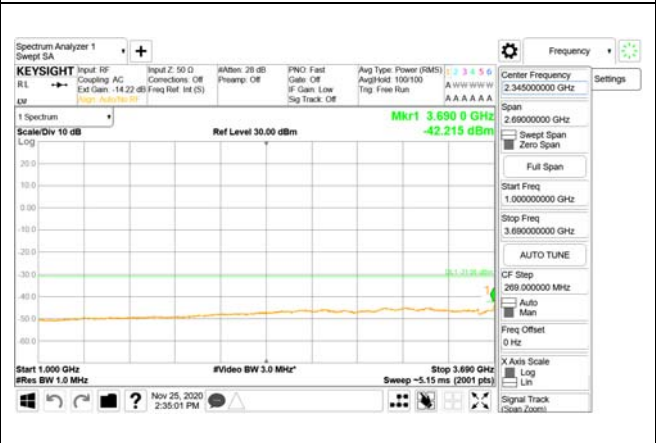 Spectrum Analyzer 1
Swept SA
+
Frequency
KEYSIGHT
RL
Input: RF
Coupling: AC
Ext Gain: -14.22 dB
Align: Auto/No RF
Input Z: 50 Ω
Corrections: Off
Freq Ref: Int (S)
#Atten: 28 dB
Preamp: Off
PNO: Fast
Gate: Off
IF Gain: Low
Sig Track: Off
Avg Type: Power (RMS)
Avg|Hold: 100/100
Trig: Free Run
1 2 3 4 5 6
A W W W W W
A A A A A A
1 Spectrum
Scale/Div 10 dB
Log
Ref Level 30.00 dBm
Mkr1 3.690 0 GHz
-42.215 dBm
20.0
10.0
0.00
-10.0
-20.0
-30.0
-40.0
-50.0
-60.0
1
Start 1.000 GHz
#Res BW 1.0 MHz
#Video BW 3.0 MHz*
Stop 3.690 GHz
Sweep ~5.15 ms (2001 pts)
Nov 25, 2020
2:35:01 PM
?
Center Frequency
2.345000000 GHz
Settings
Span
2.69000000 GHz
Swept Span
Zero Span
Full Span
Start Freq
1.000000000 GHz
Stop Freq
3.690000000 GHz
AUTO TUNE
CF Step
269.000000 MHz
Auto
Man
Freq Offset
0 Hz
X Axis Scale
Log
Lin
Signal Track
(Span Zoom)